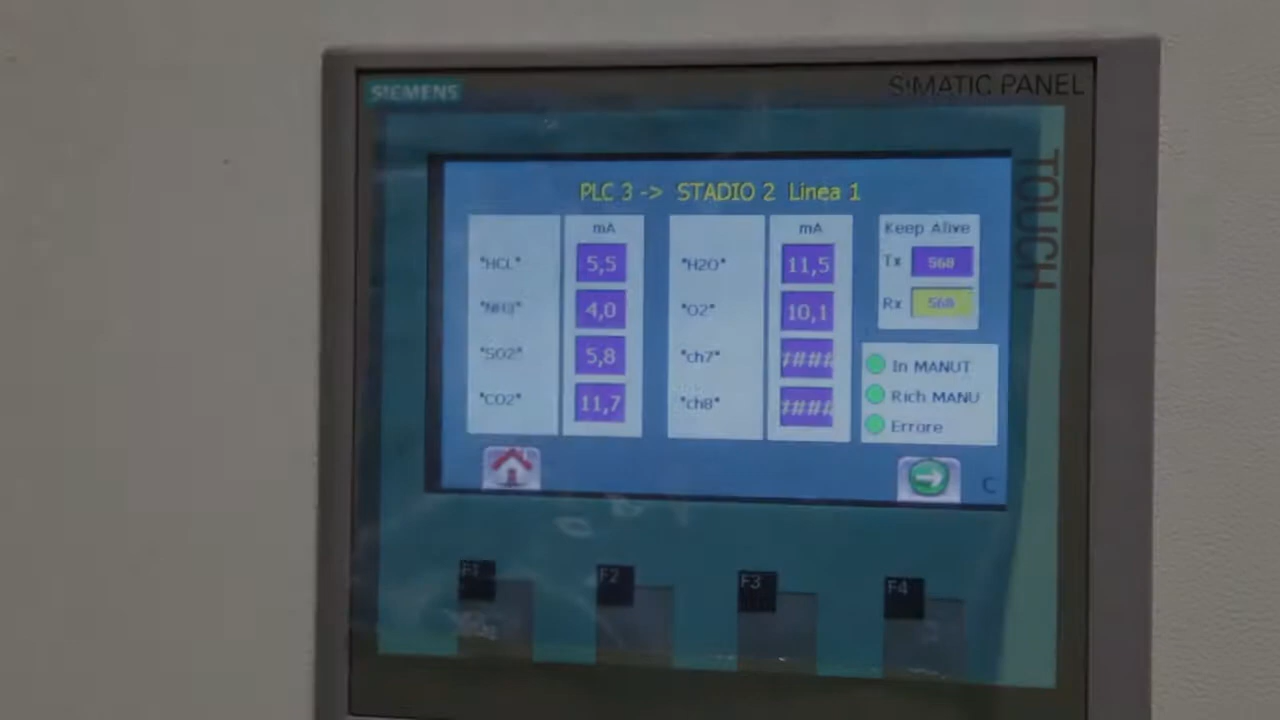 SIEMENS
SIMATIC PANEL
TOUCH
PLC 3 -> STADIO 2 Linea 1
mA
mA
Keep Alive
"HCL" 5,5
"H2O" 11,5
Tx 568
"NH3" 4,0
"O2" 10,1
Rx 568
"SO2" 5,8
"ch7" ####
In MANUT
"CO2" 11,7
"ch8" ####
Rich MANU
Errore
C
F1
F2
F3
F4